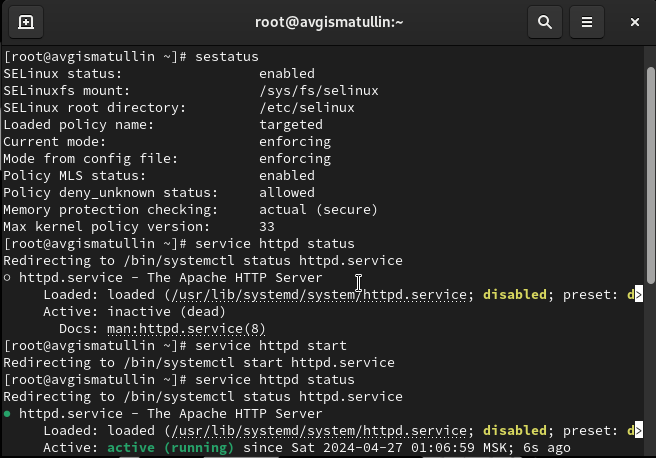 root@avgismatullin:~
[root@avgismatullin ~]# sestatus
SELinux status:                 enabled
SELinuxfs mount:                /sys/fs/selinux
SELinux root directory:         /etc/selinux
Loaded policy name:             targeted
Current mode:                   enforcing
Mode from config file:          enforcing
Policy MLS status:              enabled
Policy deny_unknown status:     allowed
Memory protection checking:     actual (secure)
Max kernel policy version:      33
[root@avgismatullin ~]# service httpd status
Redirecting to /bin/systemctl status httpd.service
○ httpd.service - The Apache HTTP Server
     Loaded: loaded (/usr/lib/systemd/system/httpd.service; disabled; preset: d>
     Active: inactive (dead)
       Docs: man:httpd.service(8)
[root@avgismatullin ~]# service httpd start
Redirecting to /bin/systemctl start httpd.service
[root@avgismatullin ~]# service httpd status
Redirecting to /bin/systemctl status httpd.service
● httpd.service - The Apache HTTP Server
     Loaded: loaded (/usr/lib/systemd/system/httpd.service; disabled; preset: d>
     Active: active (running) since Sat 2024-04-27 01:06:59 MSK; 6s ago